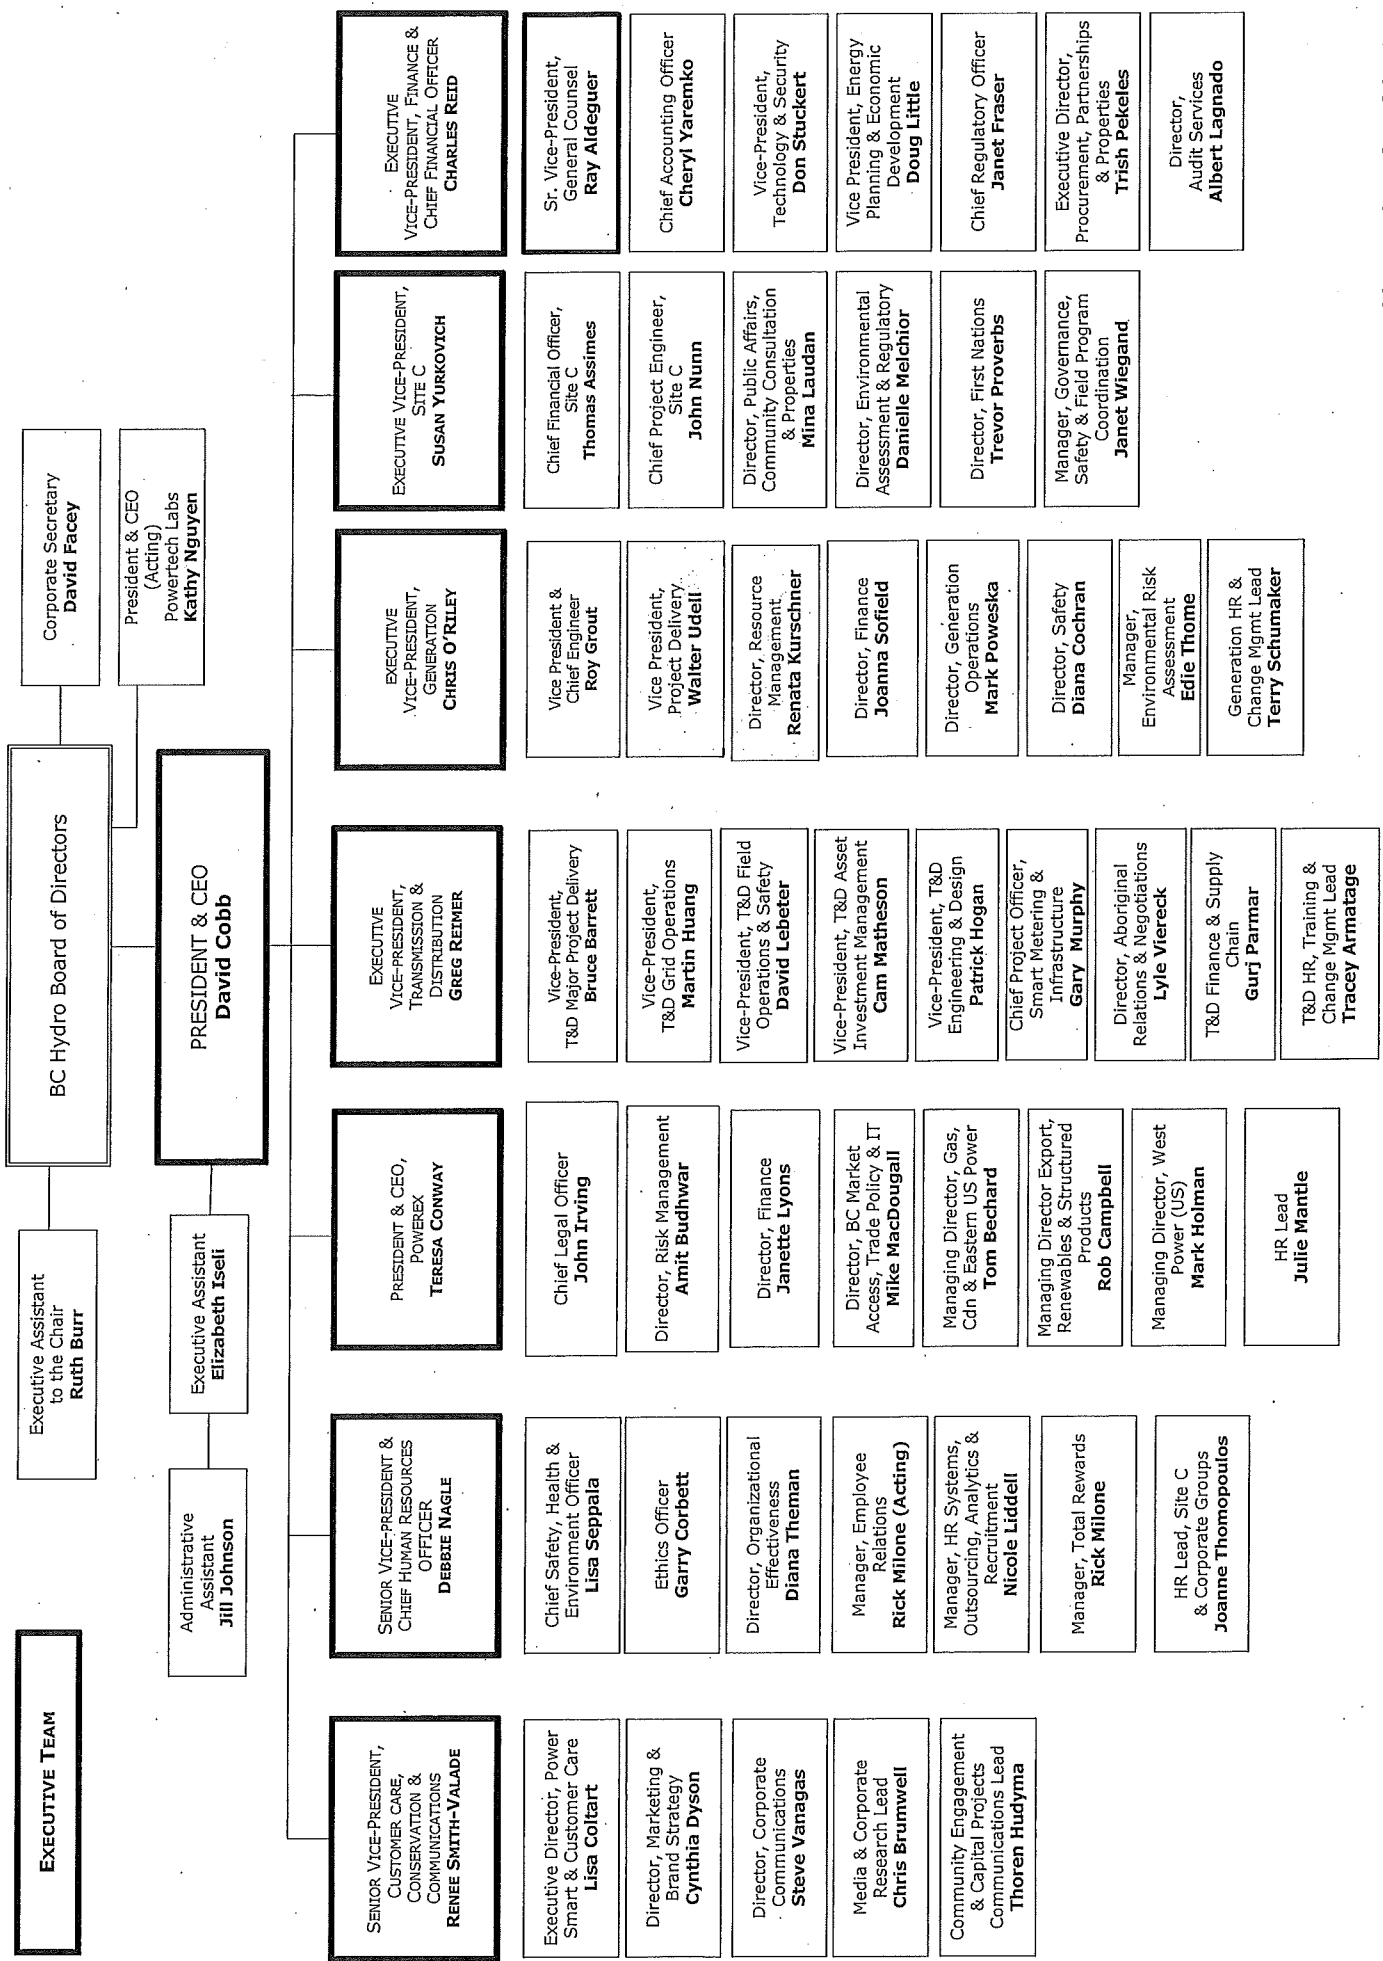 EXECUTIVE TEAM
Executive Assistant
to the Chair
Ruth Burr
BC Hydro Board of Directors
Corporate Secretary
David Facey
President & CEO
(Acting)
Powertech Labs
Kathy Nguyen
Administrative
Assistant
Jill Johnson
Executive Assistant
Elizabeth Iseli
PRESIDENT & CEO
David Cobb
SENIOR VICE-PRESIDENT,
CUSTOMER CARE,
CONSERVATION &
COMMUNICATIONS
RENEE SMITH-VALADE
Executive Director, Power
Smart & Customer Care
Lisa Coltart
Director, Marketing &
Brand Strategy
Cynthia Dyson
Director, Corporate
Communications
Steve Vanagas
Media & Corporate
Research Lead
Chris Brumwell
Community Engagement
& Capital Projects
Communications Lead
Thoren Hudyma
SENIOR VICE-PRESIDENT &
CHIEF HUMAN RESOURCES
OFFICER
DEBBIE NAGLE
Chief Safety, Health &
Environment Officer
Lisa Seppala
Ethics Officer
Garry Corbett
Director, Organizational
Effectiveness
Diana Theman
Manager, Employee
Relations
Rick Milone (Acting)
Manager, HR Systems,
Outsourcing, Analytics &
Recruitment
Nicole Liddell
Manager, Total Rewards
Rick Milone
HR Lead, Site C
& Corporate Groups
Joanne Thomopoulos
PRESIDENT & CEO,
POWEREX
TERESA CONWAY
Chief Legal Officer
John Irving
Director, Risk Management
Amit Budhwar
Director, Finance
Janette Lyons
Director, BC Market
Access, Trade Policy & IT
Mike MacDougall
Managing Director, Gas,
Cdn & Eastern US Power
Tom Bechard
Managing Director Export,
Renewables & Structured
Products
Rob Campbell
Managing Director, West
Power (US)
Mark Holman
HR Lead
Julie Mantle
EXECUTIVE
VICE-PRESIDENT,
TRANSMISSION &
DISTRIBUTION
GREG REIMER
Vice-President,
T&D Major Project Delivery
Bruce Barrett
Vice-President,
T&D Grid Operations
Martin Huang
Vice-President, T&D Field
Operations & Safety
David Lebeter
Vice-President, T&D Asset
Investment Management
Cam Matheson
Vice-President, T&D
Engineering & Design
Patrick Hogan
Chief Project Officer,
Smart Metering &
Infrastructure
Gary Murphy
Director, Aboriginal
Relations & Negotiations
Lyle Viereck
T&D Finance & Supply
Chain
Gurj Parmar
T&D HR, Training &
Change Mgmt Lead
Tracey Armatage
EXECUTIVE
VICE-PRESIDENT,
GENERATION
CHRIS O'RILEY
Vice President &
Chief Engineer
Roy Grout
Vice President,
Project Delivery
Walter Udell
Director, Resource
Management
Renata Kurschner
Director, Finance
Joanna Sofield
Director, Generation
Operations
Mark Poweska
Director, Safety
Diana Cochran
Manager,
Environmental Risk
Assessment
Edie Thome
Generation HR &
Change Mgmt Lead
Terry Schumaker
EXECUTIVE VICE-PRESIDENT,
SITE C
SUSAN YURKOVICH
Chief Financial Officer,
Site C
Thomas Assimes
Chief Project Engineer,
Site C
John Nunn
Director, Public Affairs,
Community Consultation
& Properties
Mina Laudan
Director, Environmental
Assessment & Regulatory
Danielle Melchior
Director, First Nations
Trevor Proverbs
Manager, Governance,
Safety & Field Program
Coordination
Janet Wiegand
EXECUTIVE
VICE-PRESIDENT, FINANCE &
CHIEF FINANCIAL OFFICER
CHARLES REID
Sr. Vice-President,
General Counsel
Ray Aldeguer
Chief Accounting Officer
Cheryl Yaremko
Vice-President,
Technology & Security
Don Stuckert
Vice President, Energy
Planning & Economic
Development
Doug Little
Chief Regulatory Officer
Janet Fraser
Executive Director,
Procurement, Partnerships
& Properties
Trish Pekeles
Director,
Audit Services
Albert Lagnado